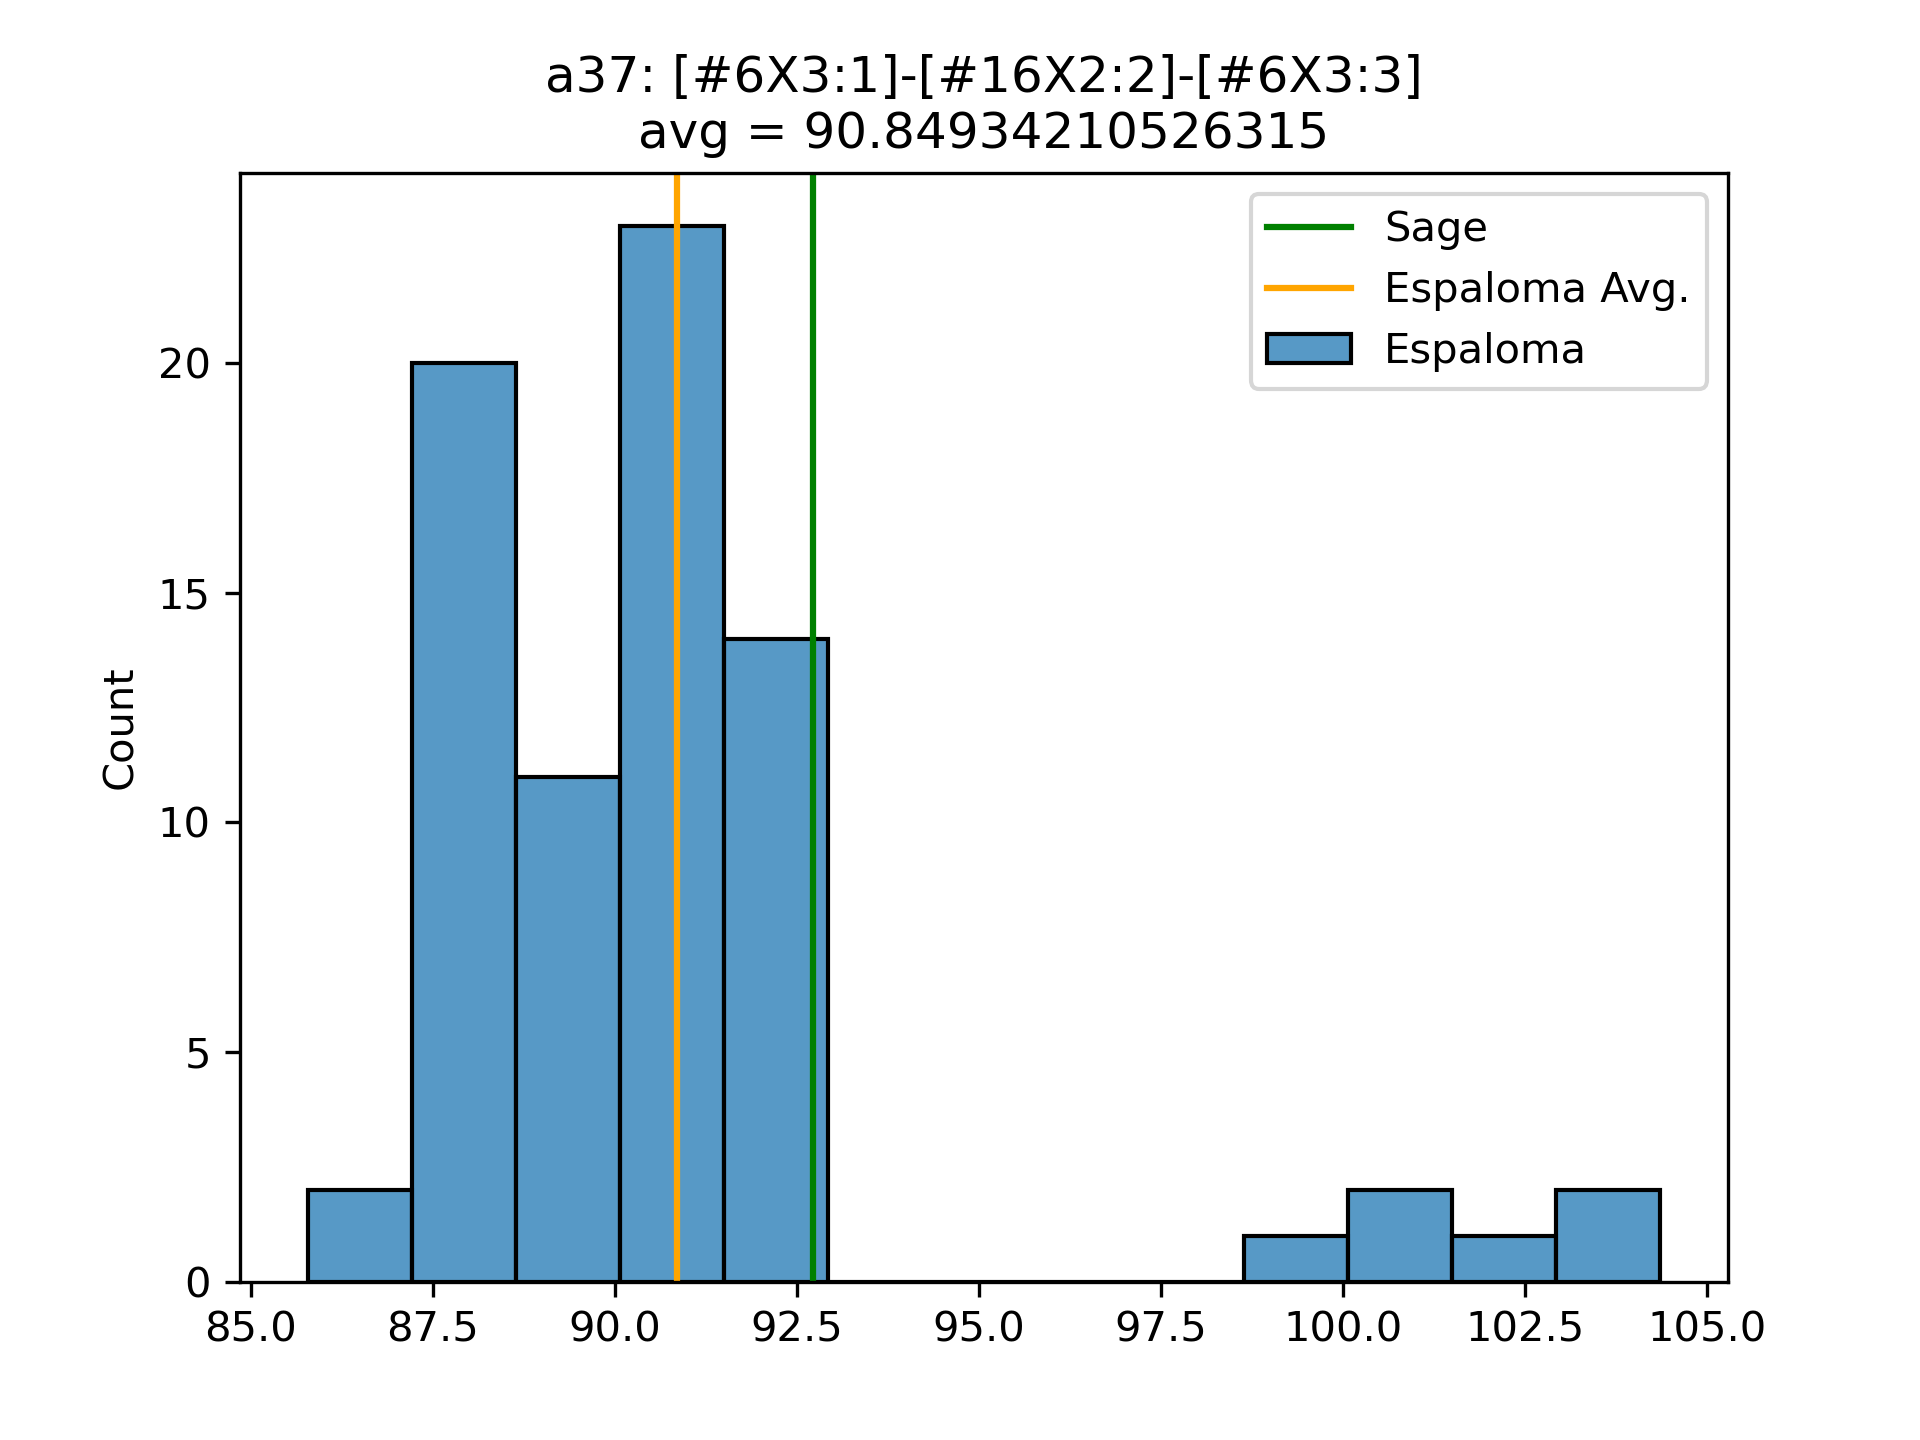 a37: [#6X3:1]-[#16X2:2]-[#6X3:3]
avg = 90.84934210526315
Sage
Espaloma Avg.
Espaloma
20
15
10
5
0
Count
85.0 87.5 90.0 92.5 95.0 97.5 100.0 102.5 105.0